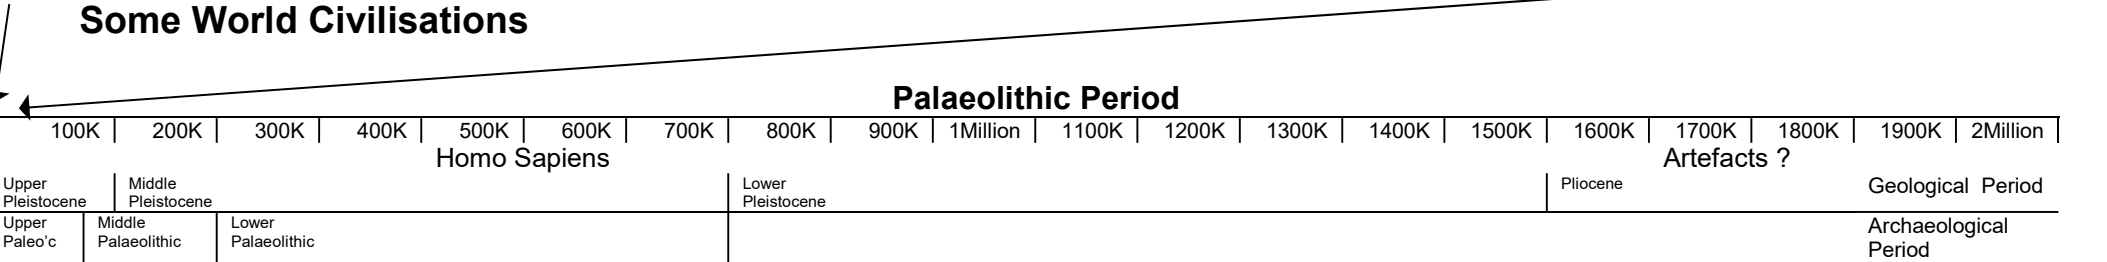 Some World Civilisations
Palaeolithic Period
100K 200K 300K 400K 500K 600K 700K 800K 900K 1Million 1100K 1200K 1300K 1400K 1500K 1600K 1700K 1800K 1900K 2Million
Homo Sapiens Artefacts ?
Upper Middle Lower Pliocene Geological Period
Pleistocene Pleistocene Pleistocene
Upper Middle Lower Archaeological
Paleo'c Palaeolithic Palaeolithic Period